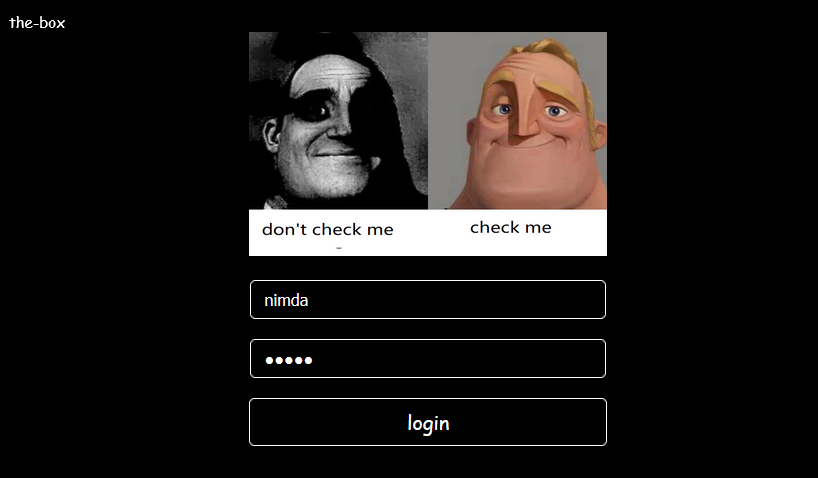 the-box
don't check me
check me
nimda
●●●●●
login